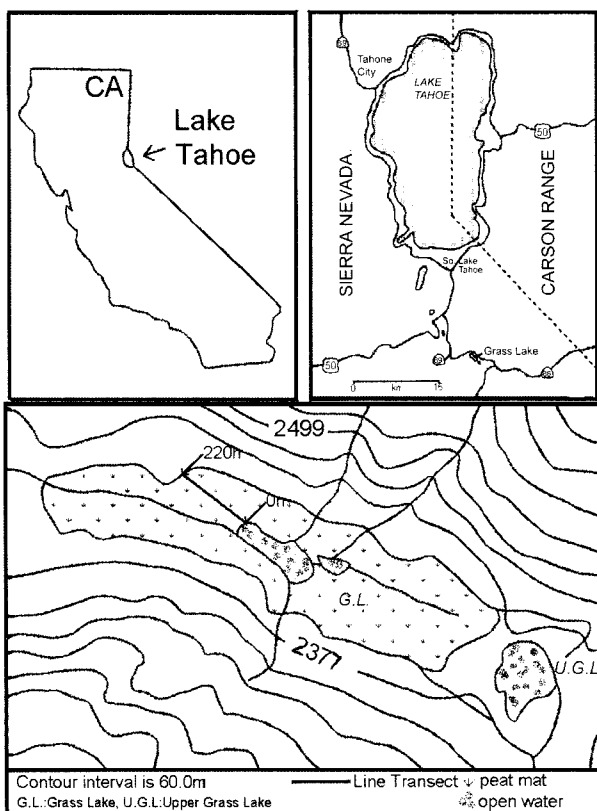 CA
Lake
Tahoe
Tahone
City
LAKE
TAHOE
50
SIERRA NEVADA
CARSON RANGE
So. Lake
Tahoe
Grass Lake
50
89
0 km 15
2499
220m
0m
G.L.
2377
U.G.L
Contour interval is 60.0m
Line Transect
peat mat
G.L.:Grass Lake, U.G.L:Upper Grass Lake
open water